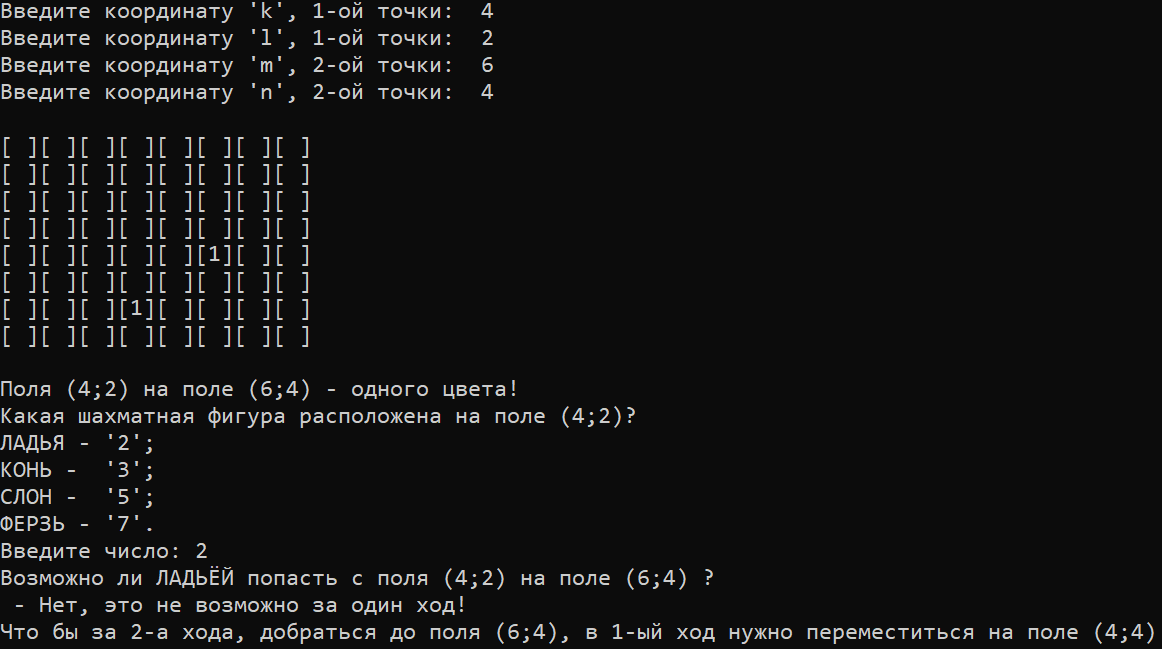 Введите координату 'k', 1-ой точки:  4
Введите координату 'l', 1-ой точки:  2
Введите координату 'm', 2-ой точки:  6
Введите координату 'n', 2-ой точки:  4
[ ][ ][ ][ ][ ][ ][ ][ ]
[ ][ ][ ][ ][ ][ ][ ][ ]
[ ][ ][ ][ ][ ][ ][ ][ ]
[ ][ ][ ][ ][ ][ ][ ][ ]
[ ][ ][ ][ ][ ][1][ ][ ]
[ ][ ][ ][ ][ ][ ][ ][ ]
[ ][ ][ ][1][ ][ ][ ][ ]
[ ][ ][ ][ ][ ][ ][ ][ ]
Поля (4;2) на поле (6;4) - одного цвета!
Какая шахматная фигура расположена на поле (4;2)?
ЛАДЬЯ - '2';
КОНЬ -  '3';
СЛОН -  '5';
ФЕРЗЬ - '7'.
Введите число: 2
Возможно ли ЛАДЬЁЙ попасть с поля (4;2) на поле (6;4) ?
 - Нет, это не возможно за один ход!
Что бы за 2-а хода, добраться до поля (6;4), в 1-ый ход нужно переместиться на поле (4;4)